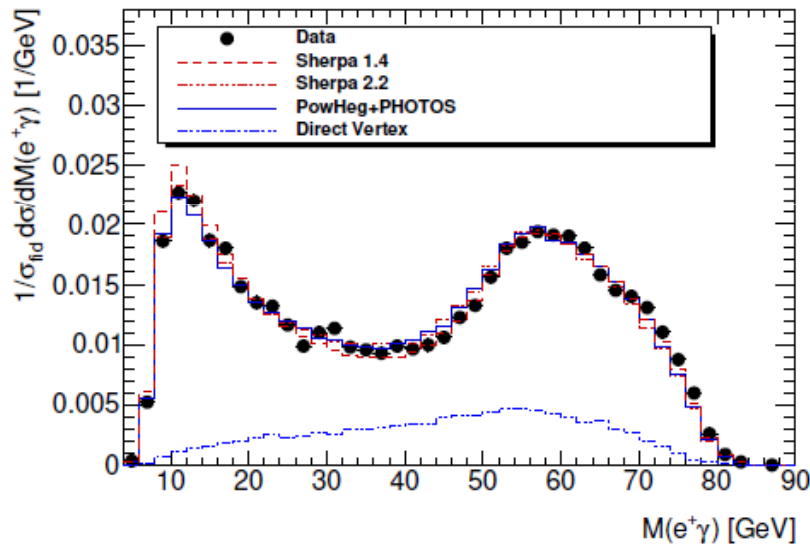 1/σfid dσ/dM(e+γ) [1/GeV]
0.035
0.03
0.025
0.02
0.015
0.01
0.005
0
Data
Sherpa 1.4
Sherpa 2.2
PowHeg+PHOTOS
Direct Vertex
10 20 30 40 50 60 70 80 90
M(e+γ) [GeV]